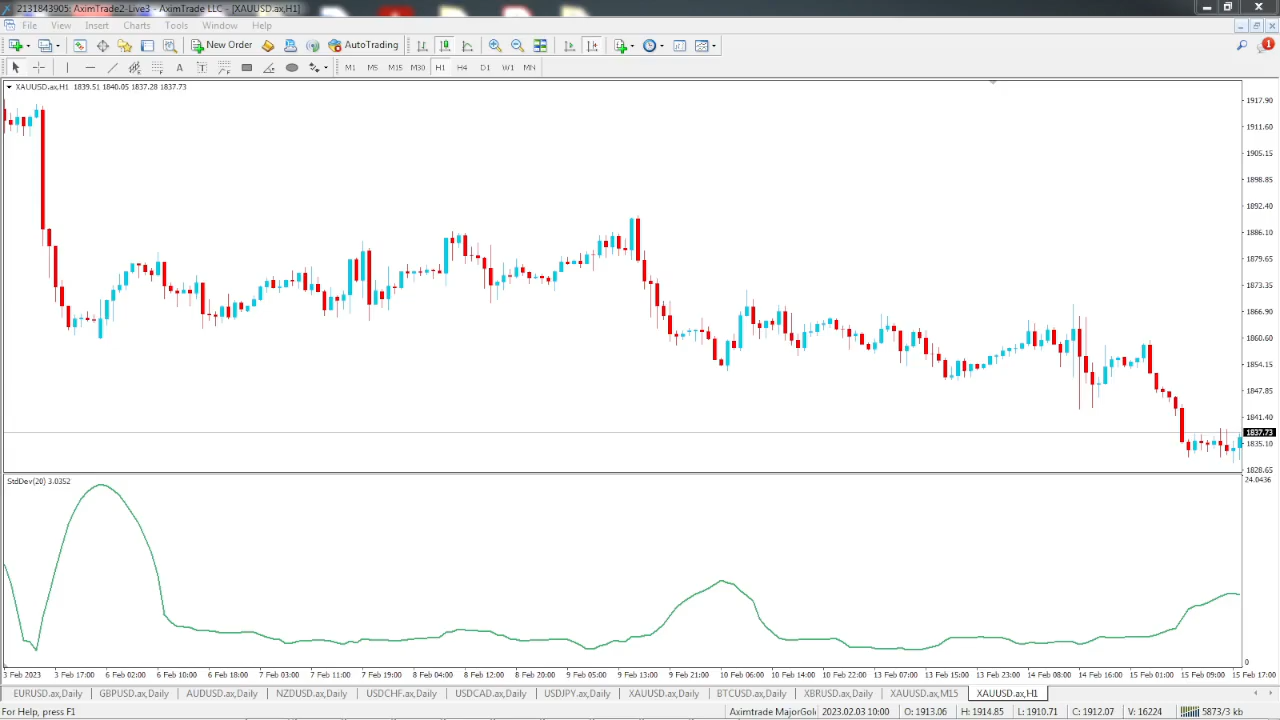 2131843905: AximTrade2-Live3 - AximTrade LLC - [XAUUSD.ax,H1]
File View Insert Charts Tools Window Help
New Order AutoTrading 1
A T M1 M5 M15 M30 H1 H4 D1 W1 MN
XAUUSD.ax,H1 1839.51 1840.05 1837.28 1837.73
1917.90
1911.60
1905.15
1898.85
1892.40
1886.10
1879.65
1873.35
1866.90
1860.60
1854.15
1847.85
1841.40
1837.73
1835.10
1828.65
StdDev(20) 3.0352
24.0436
0
3 Feb 2023 3 Feb 17:00 6 Feb 02:00 6 Feb 10:00 6 Feb 18:00 7 Feb 03:00 7 Feb 11:00 7 Feb 19:00 8 Feb 04:00 8 Feb 12:00 8 Feb 20:00 9 Feb 05:00 9 Feb 13:00 9 Feb 21:00 10 Feb 06:00 10 Feb 14:00 10 Feb 22:00 13 Feb 07:00 13 Feb 15:00 13 Feb 23:00 14 Feb 08:00 14 Feb 16:00 15 Feb 01:00 15 Feb 09:00 15 Feb 17:00
EURUSD.ax,Daily GBPUSD.ax,Daily AUDUSD.ax,Daily NZDUSD.ax,Daily USDCHF.ax,Daily USDCAD.ax,Daily USDJPY.ax,Daily XAUUSD.ax,Daily BTCUSD.ax,Daily XBRUSD.ax,Daily XAUUSD.ax,M15 XAUUSD.ax,H1
For Help, press F1 Aximtrade MajorGol 2023.02.03 10:00 O: 1913.06 H: 1914.85 L: 1910.71 C: 1912.07 V: 16224 5873/3 kb